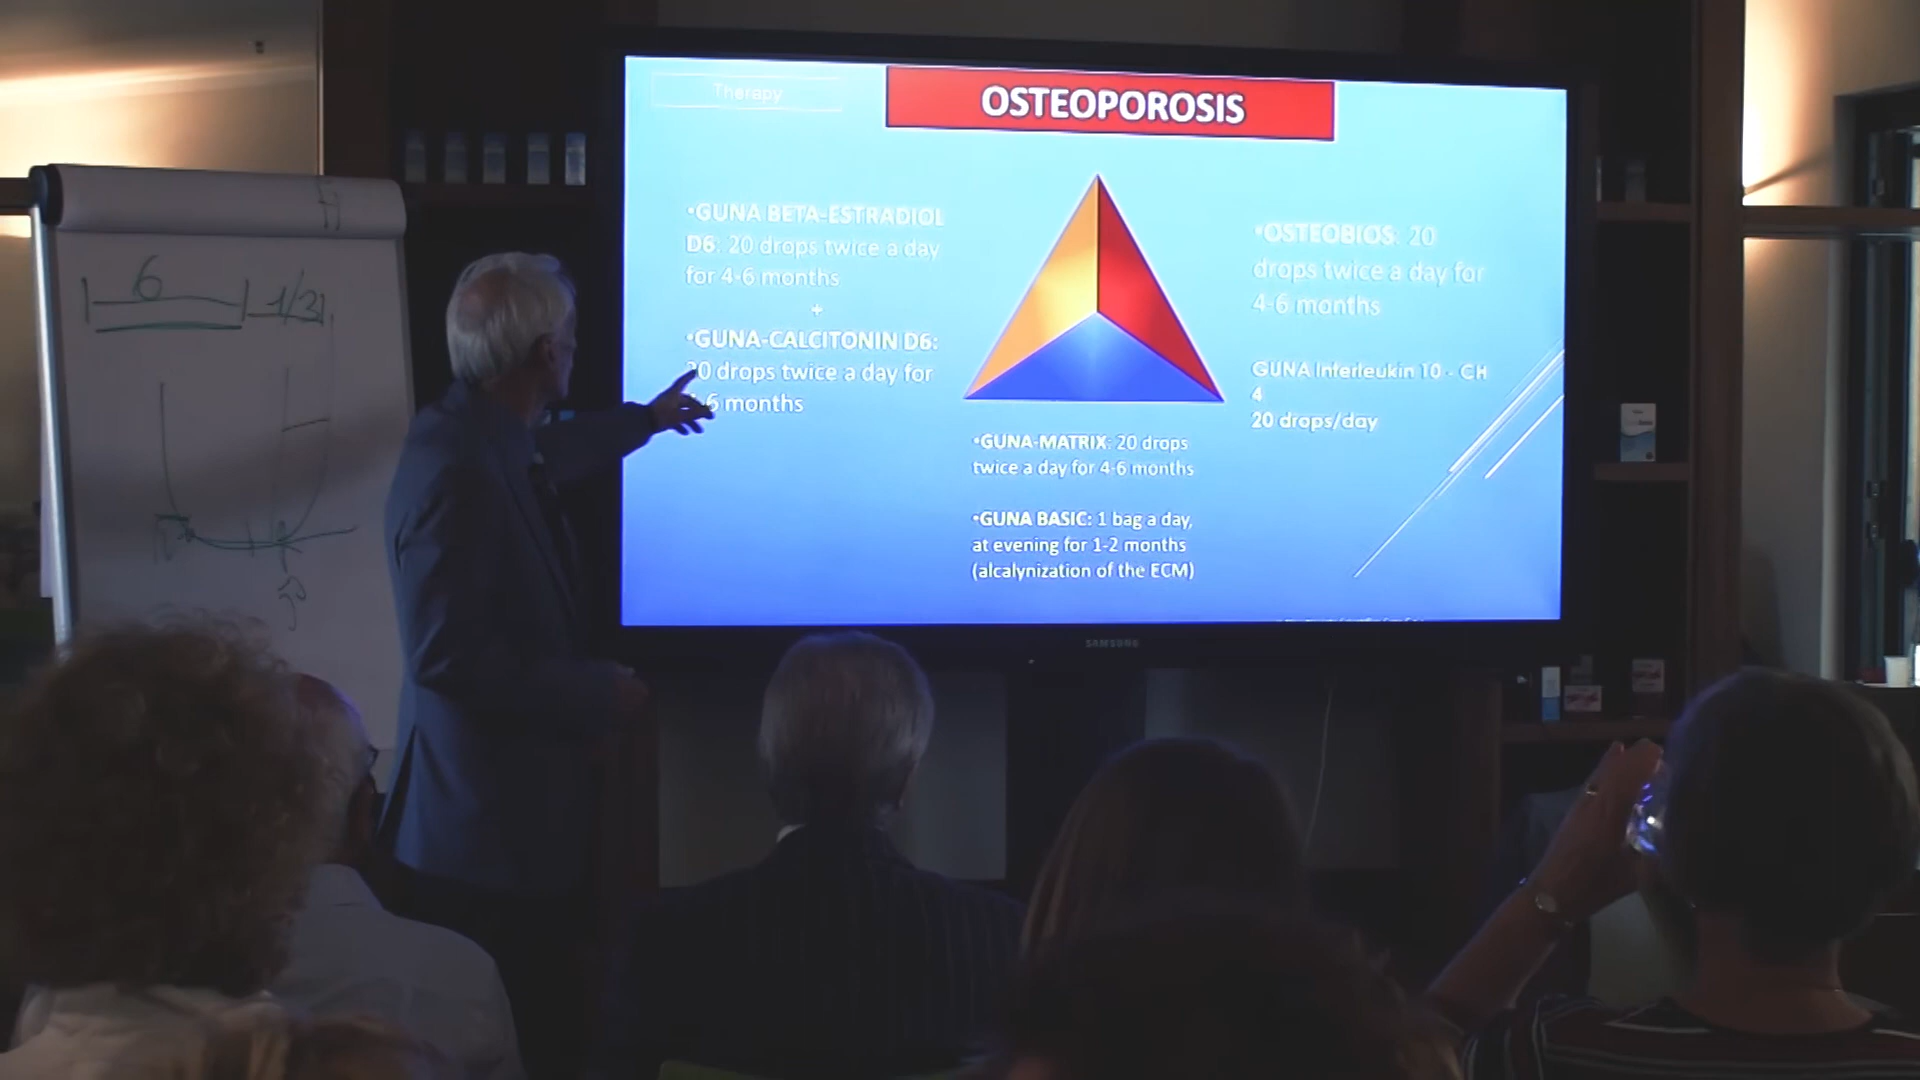 Therapy
OSTEOPOROSIS
•GUNA BETA-ESTRADIOL
D6: 20 drops twice a day
for 4-6 months
+
•GUNA-CALCITONIN D6:
20 drops twice a day for
4-6 months
•OSTEOBIOS: 20
drops twice a day for
4-6 months
GUNA Interleukin 10 - CH
4
20 drops/day
•GUNA-MATRIX: 20 drops
twice a day for 4-6 months
•GUNA BASIC: 1 bag a day,
at evening for 1-2 months
(alcalynization of the ECM)
SAMSUNG
6